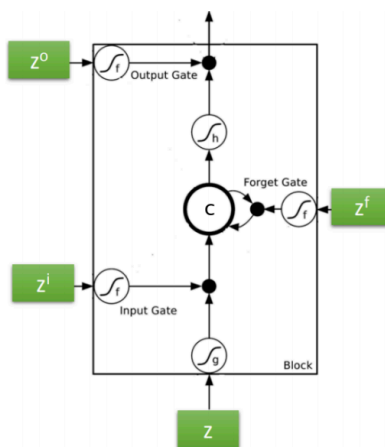 z^o
f
Output Gate
h
Forget Gate
c
f
z^f
z^i
f
Input Gate
g
Block
z